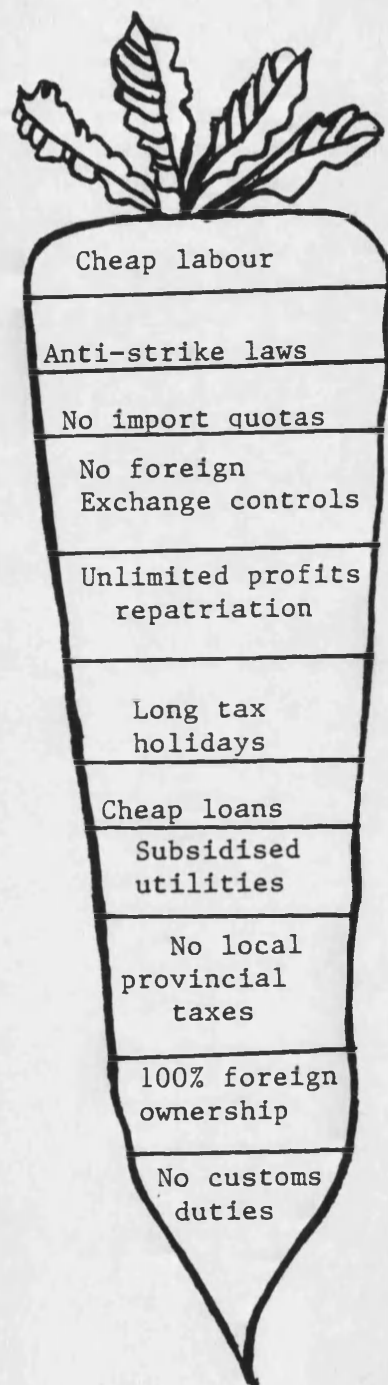 Cheap labour
Anti-strike laws
No import quotas
No foreign
Exchange controls
Unlimited profits
repatriation
Long tax
holidays
Cheap loans
Subsidised
utilities
No local
provincial
taxes
100% foreign
ownership
No customs
duties